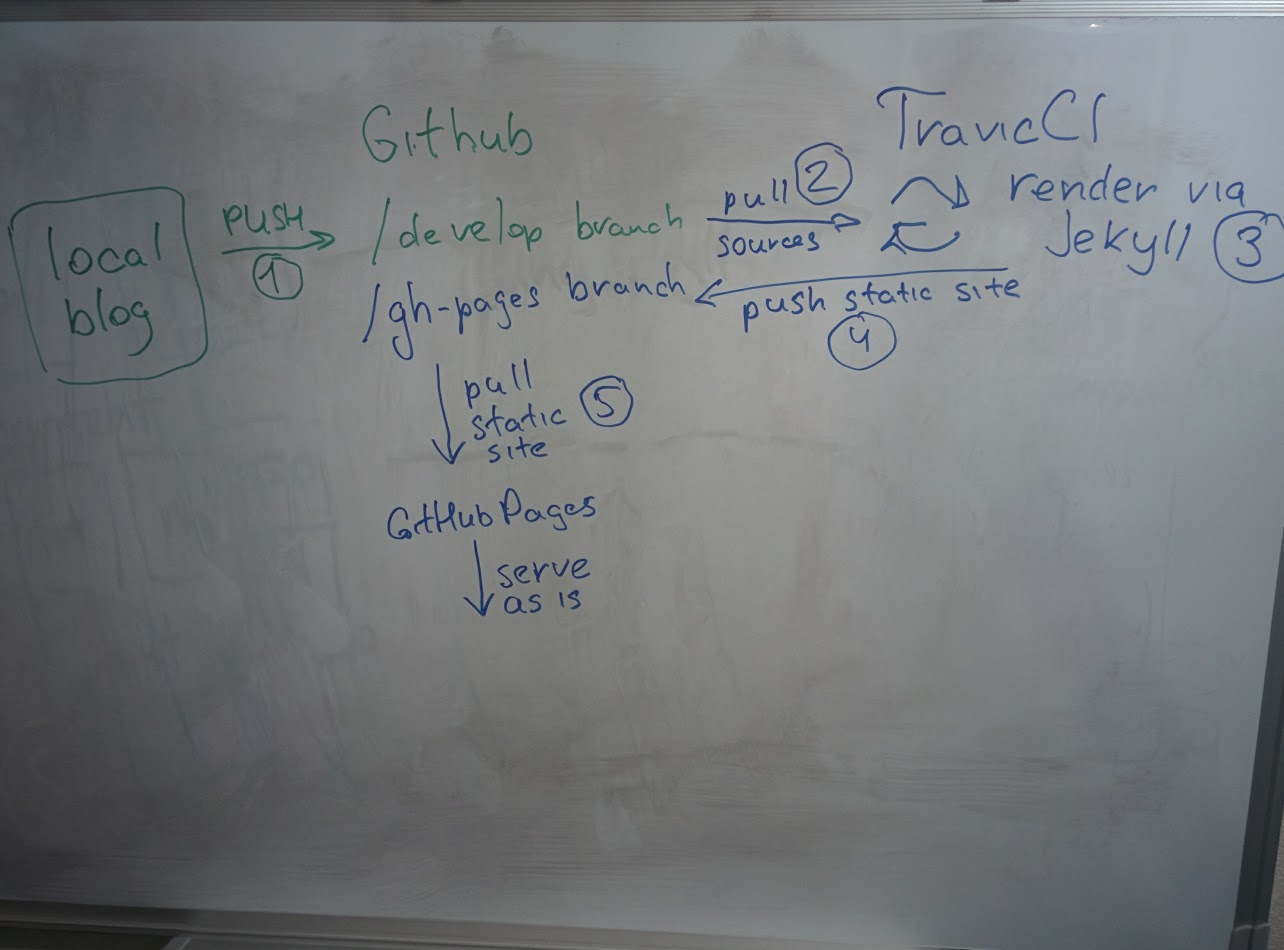 Github
TravicCI
local
blog
PUSH
1
/develop branch
pull 2
sources
render via
Jekyll 3
/gh-pages branch
push static site
4
pull
static 5
site
GitHub Pages
serve
as is